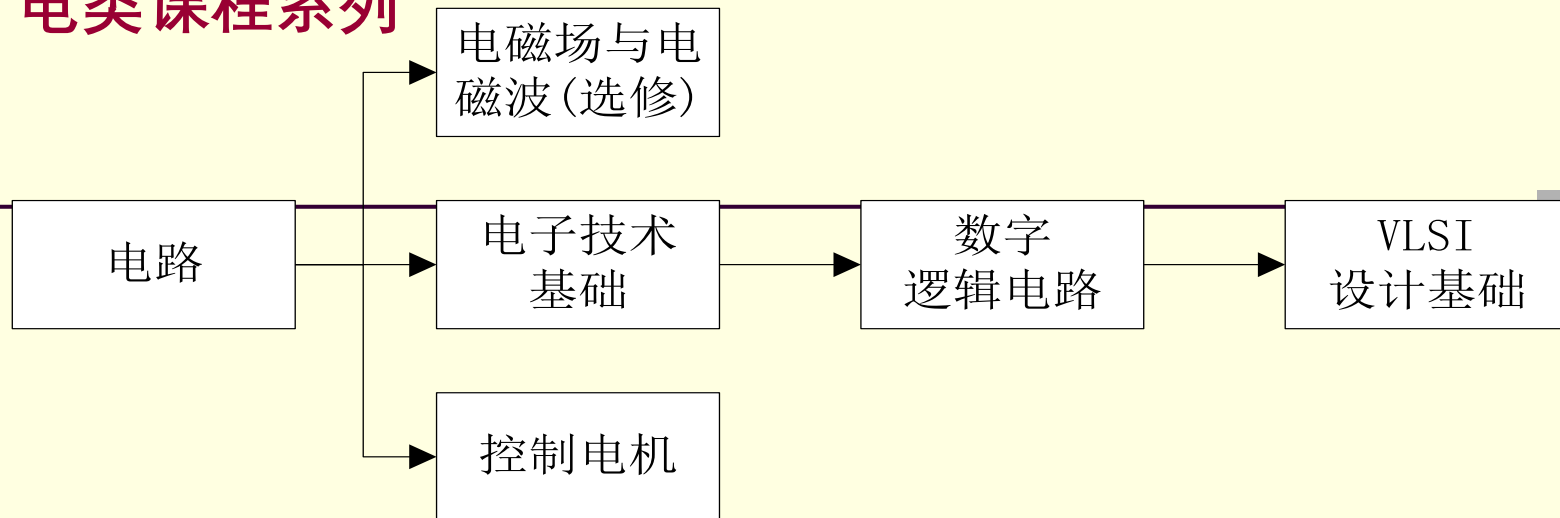 电类课程系列
电磁场与电
磁波(选修)
电路
电子技术
基础
数字
逻辑电路
VLSI
设计基础
控制电机